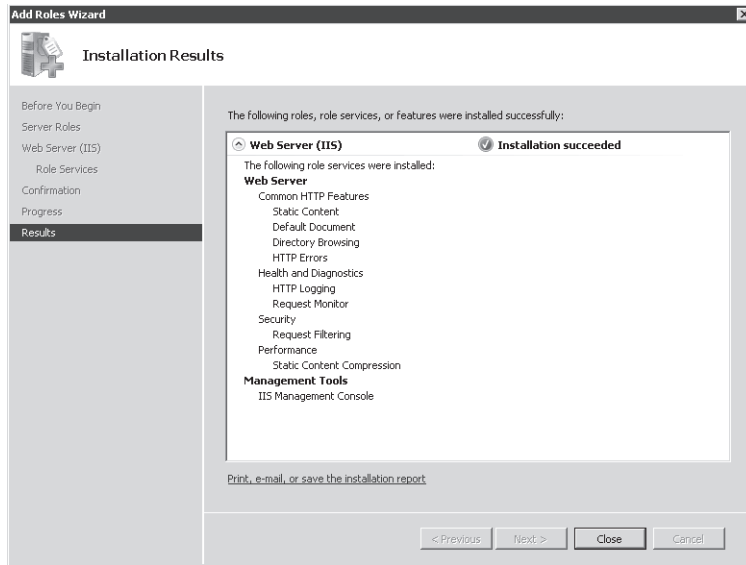 Add Roles Wizard
Installation Results
Before You Begin
Server Roles
Web Server (IIS)
Role Services
Confirmation
Progress
Results
The following roles, role services, or features were installed successfully:
Web Server (IIS) Installation succeeded
The following role services were installed:
Web Server
Common HTTP Features
Static Content
Default Document
Directory Browsing
HTTP Errors
Health and Diagnostics
HTTP Logging
Request Monitor
Security
Request Filtering
Performance
Static Content Compression
Management Tools
IIS Management Console
Print, e-mail, or save the installation report
< Previous Next > Close Cancel